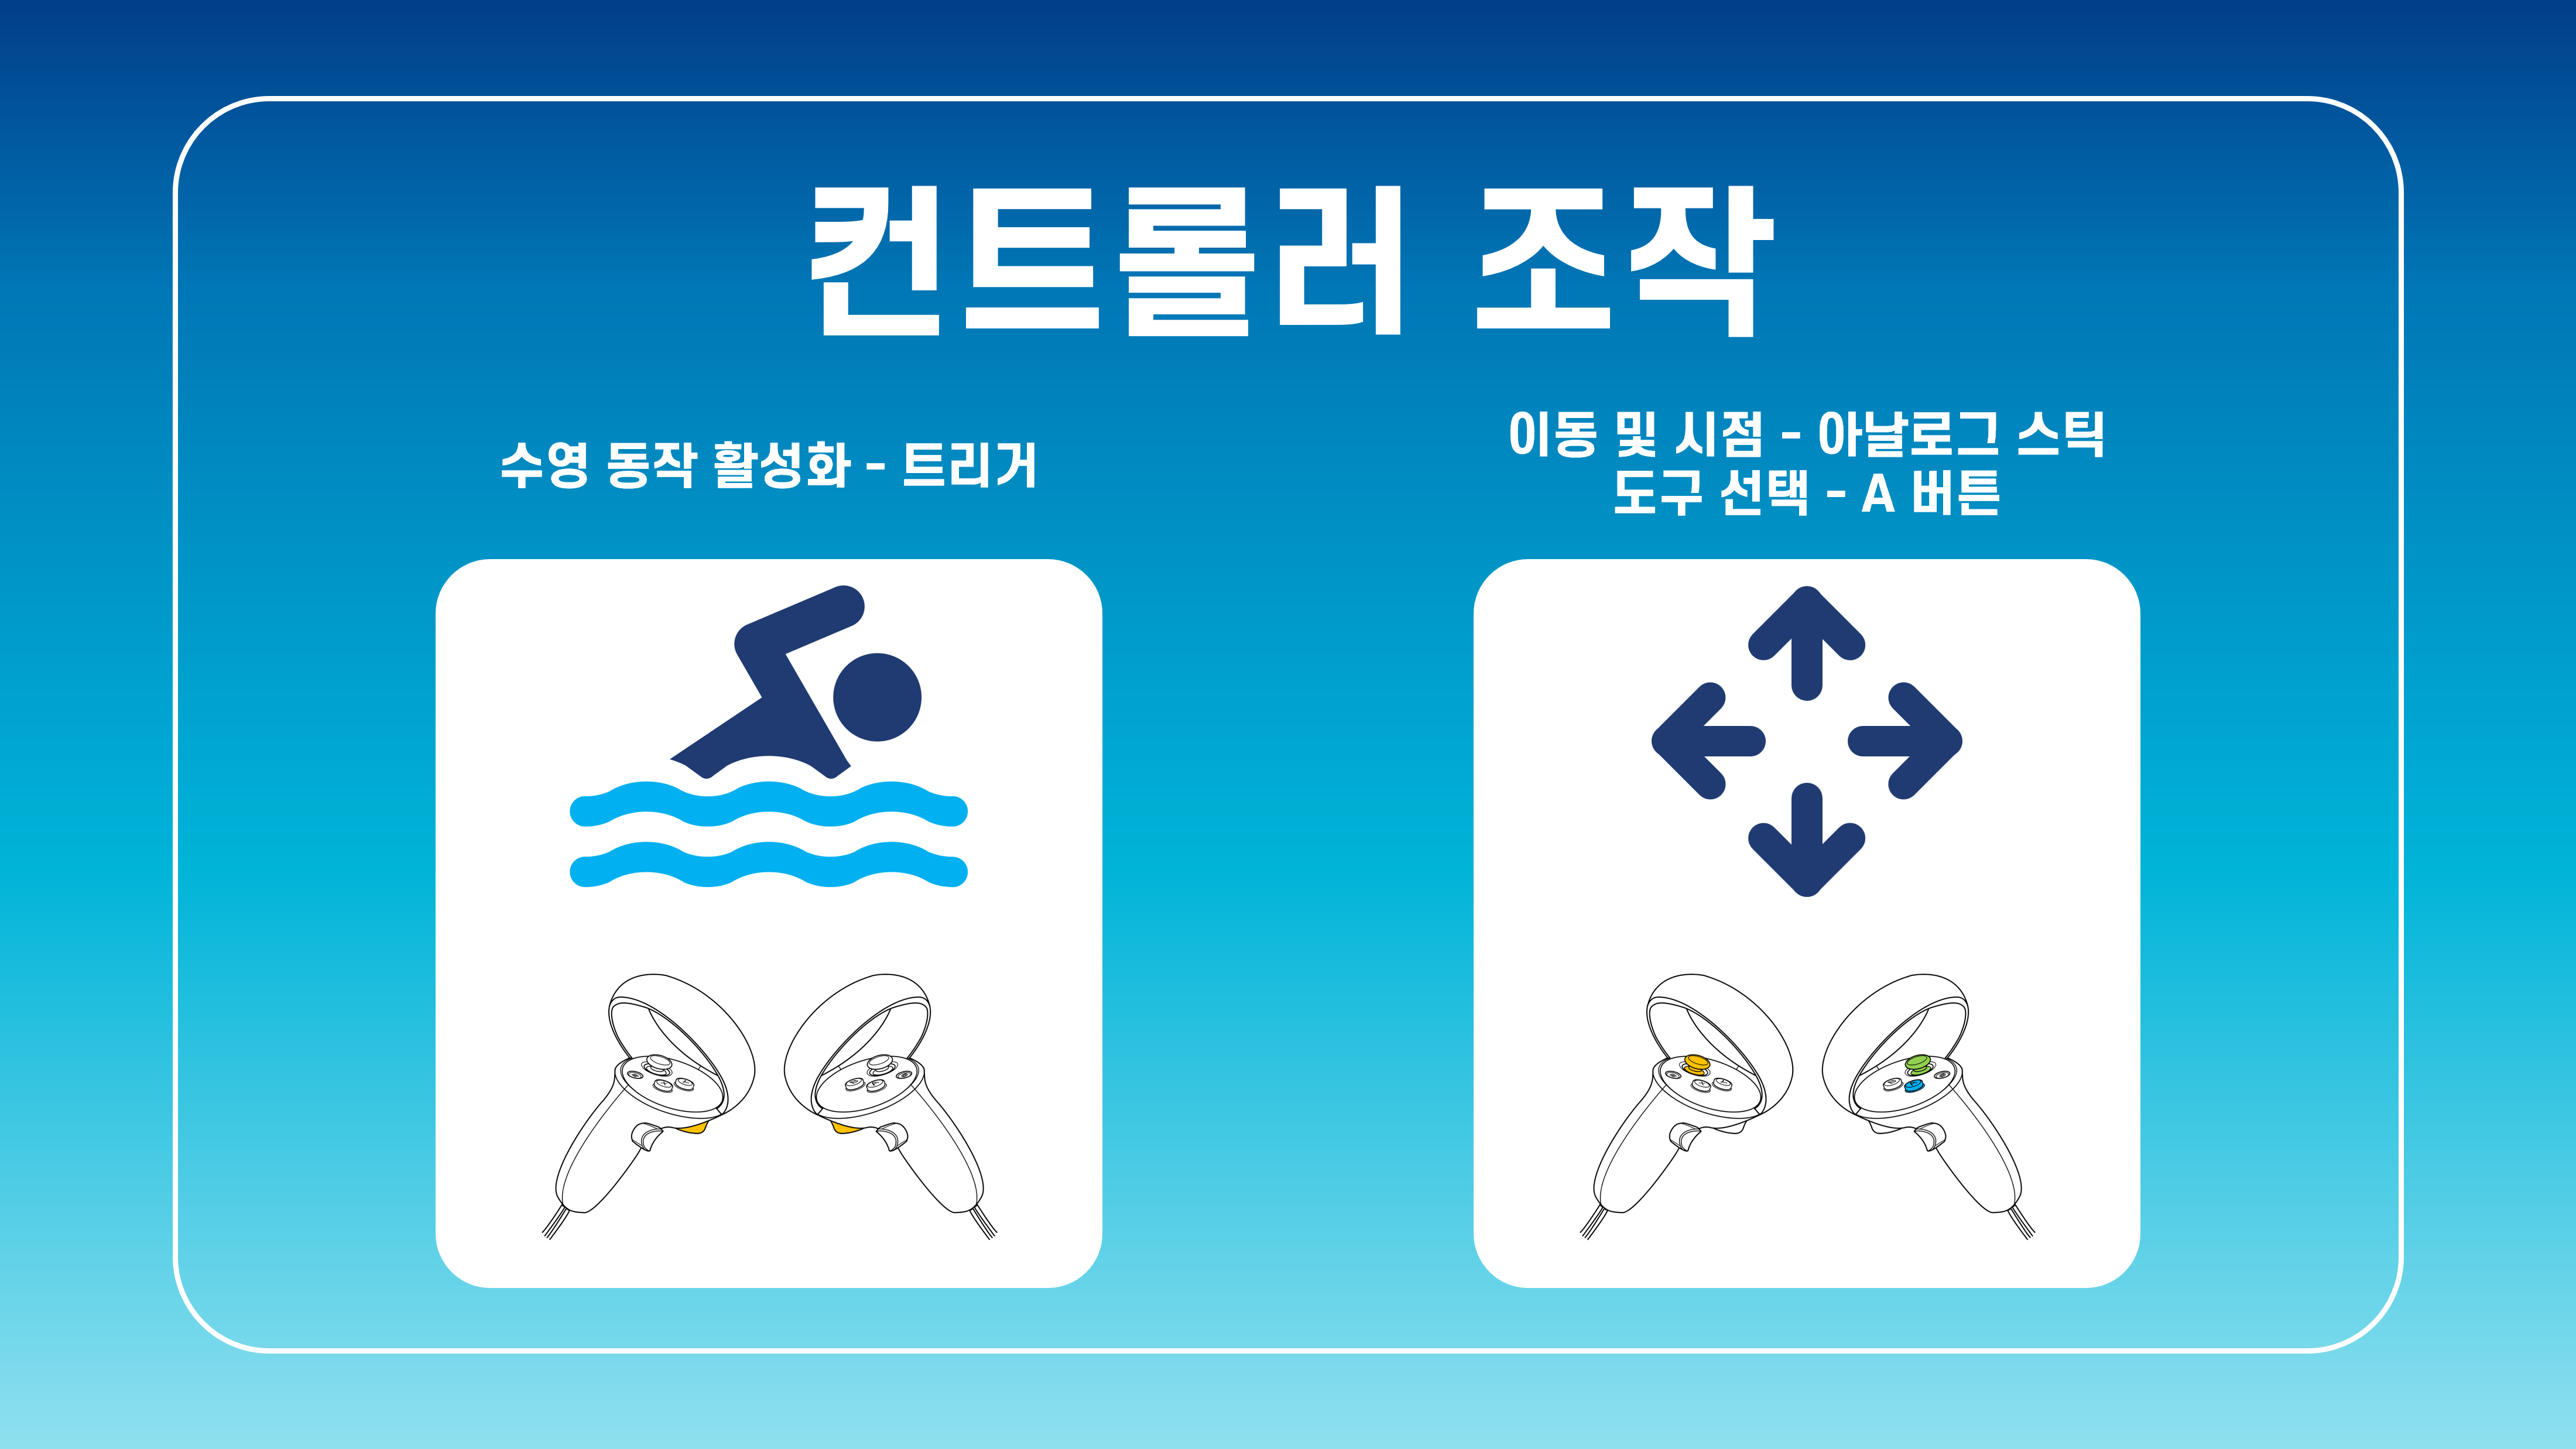 컨트롤러 조작
수영 동작 활성화 - 트리거
이동 및 시점 - 아날로그 스틱
도구 선택 - A 버튼